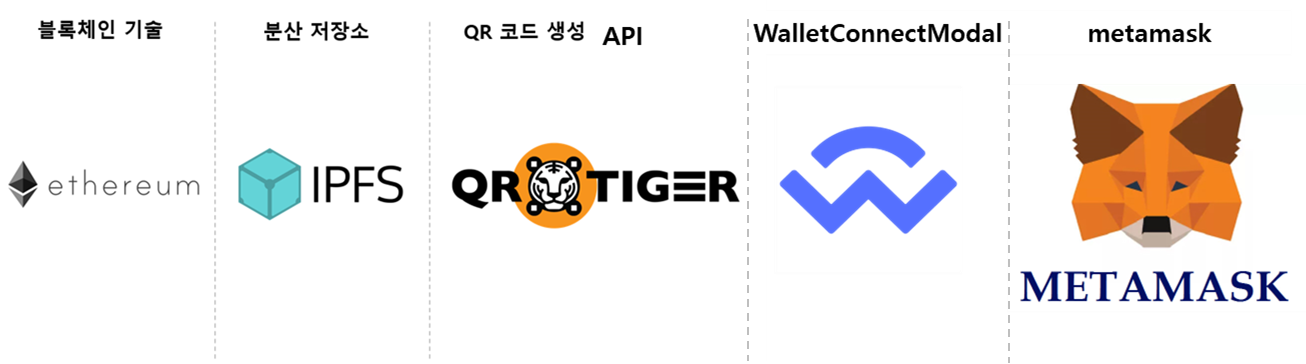 블록체인 기술
분산 저장소
QR 코드 생성 API
WalletConnectModal
metamask
ethereum
IPFS
QR TIGER
METAMASK